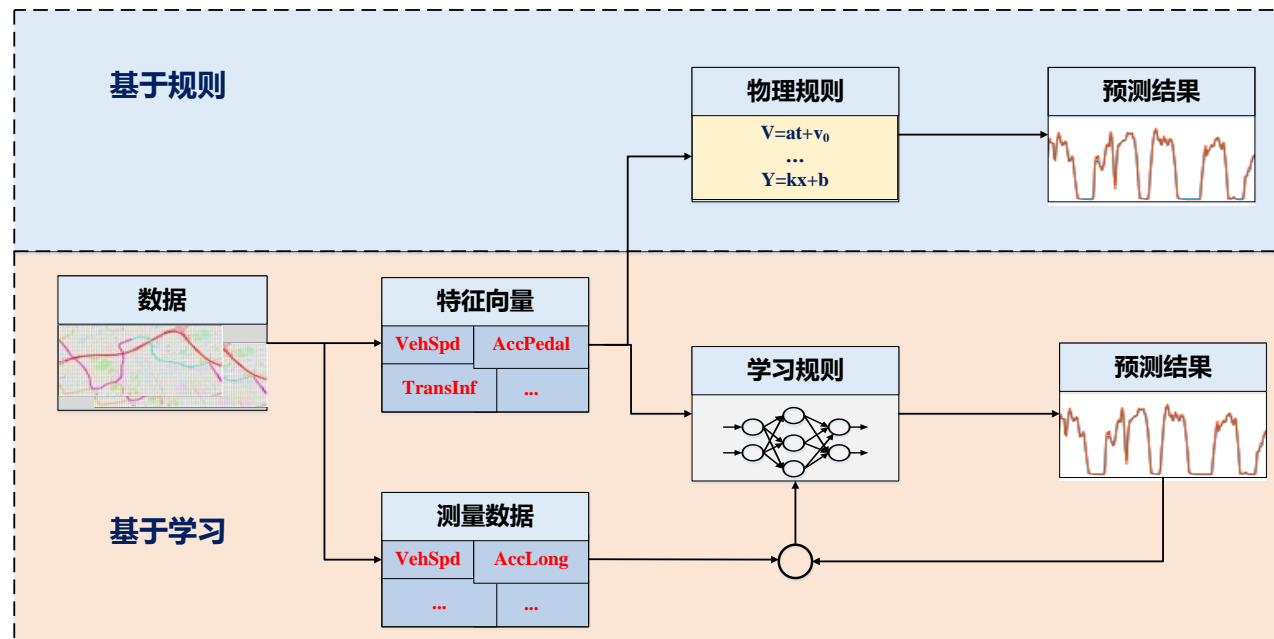 基于规则
物理规则
V=at+v₀
...
Y=kx+b
预测结果
数据
特征向量
VehSpd
AccPedal
TransInf
...
学习规则
预测结果
基于学习
测量数据
VehSpd
AccLong
...
...